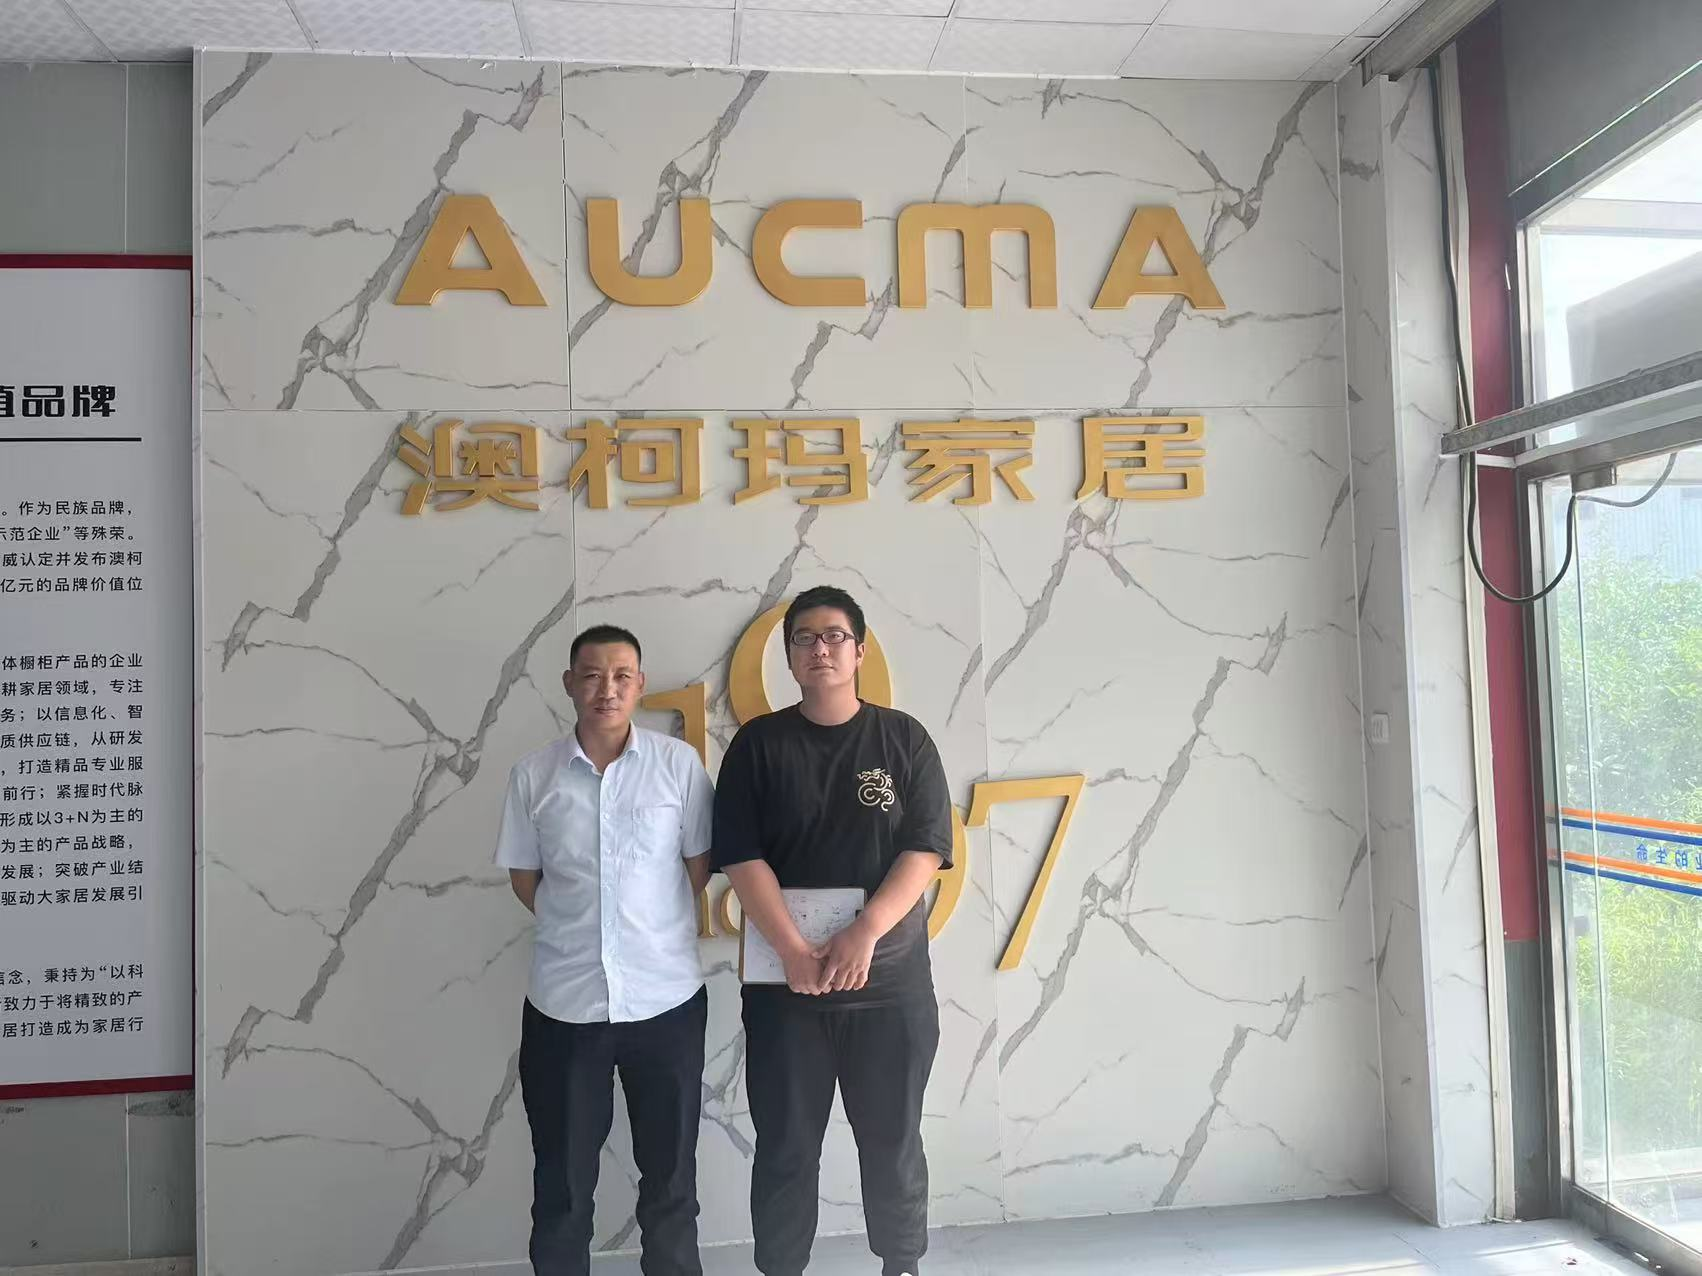 AUCMA
澳柯玛家居
1997
值品牌
。作为民族品牌，
示范企业”等殊荣。
威认定并发布澳柯
亿元的品牌价值位
体橱柜产品的企业
耕家居领域，专注
务；以信息化、智
质供应链，从研发
，打造精品专业服
前行；紧握时代脉
形成以3+N为主的
为主的产品战略，
发展；突破产业结
驱动大家居发展引
信念，秉持为“以科
致力于将精致的产
居打造成为家居行
业的生命